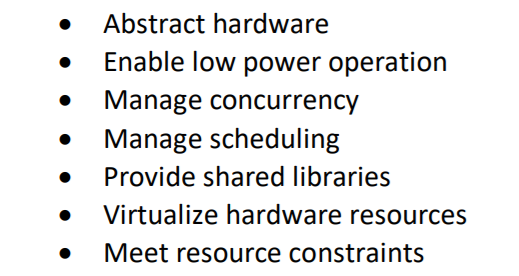 • Abstract hardware
• Enable low power operation
• Manage concurrency
• Manage scheduling
• Provide shared libraries
• Virtualize hardware resources
• Meet resource constraints